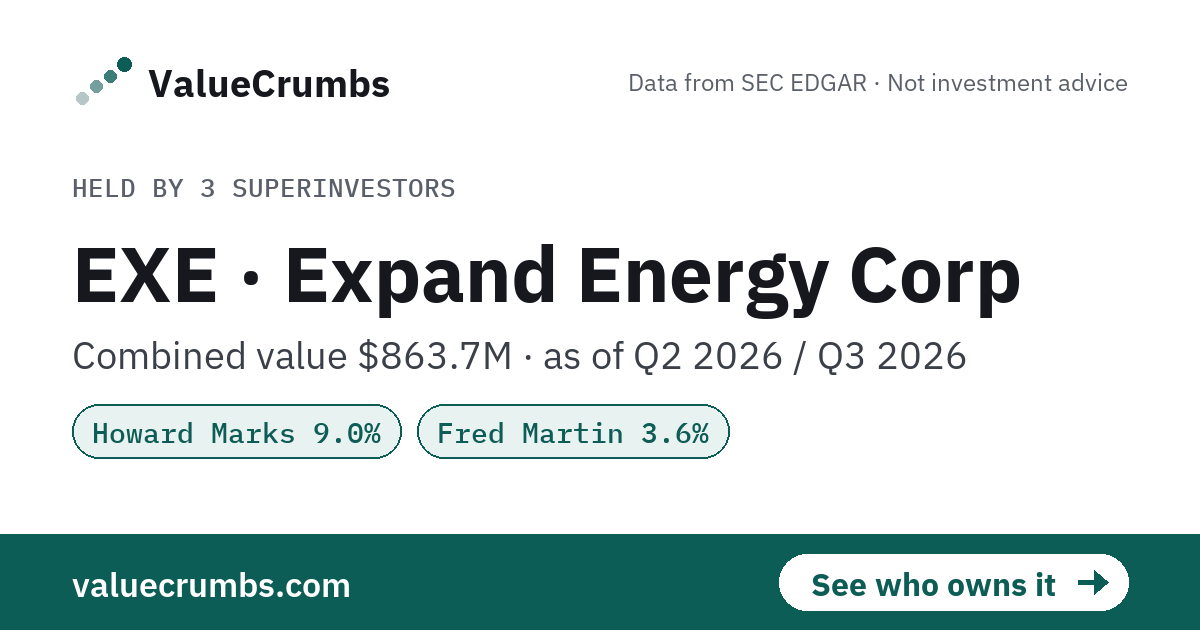 ValueCrumbs
Data from SEC EDGAR · Not investment advice
HELD BY 3 SUPERINVESTORS
EXE · Expand Energy Corp
Combined value $863.7M · as of Q2 2026 / Q3 2026
Howard Marks 9.0%
Fred Martin 3.6%
valuecrumbs.com
See who owns it →